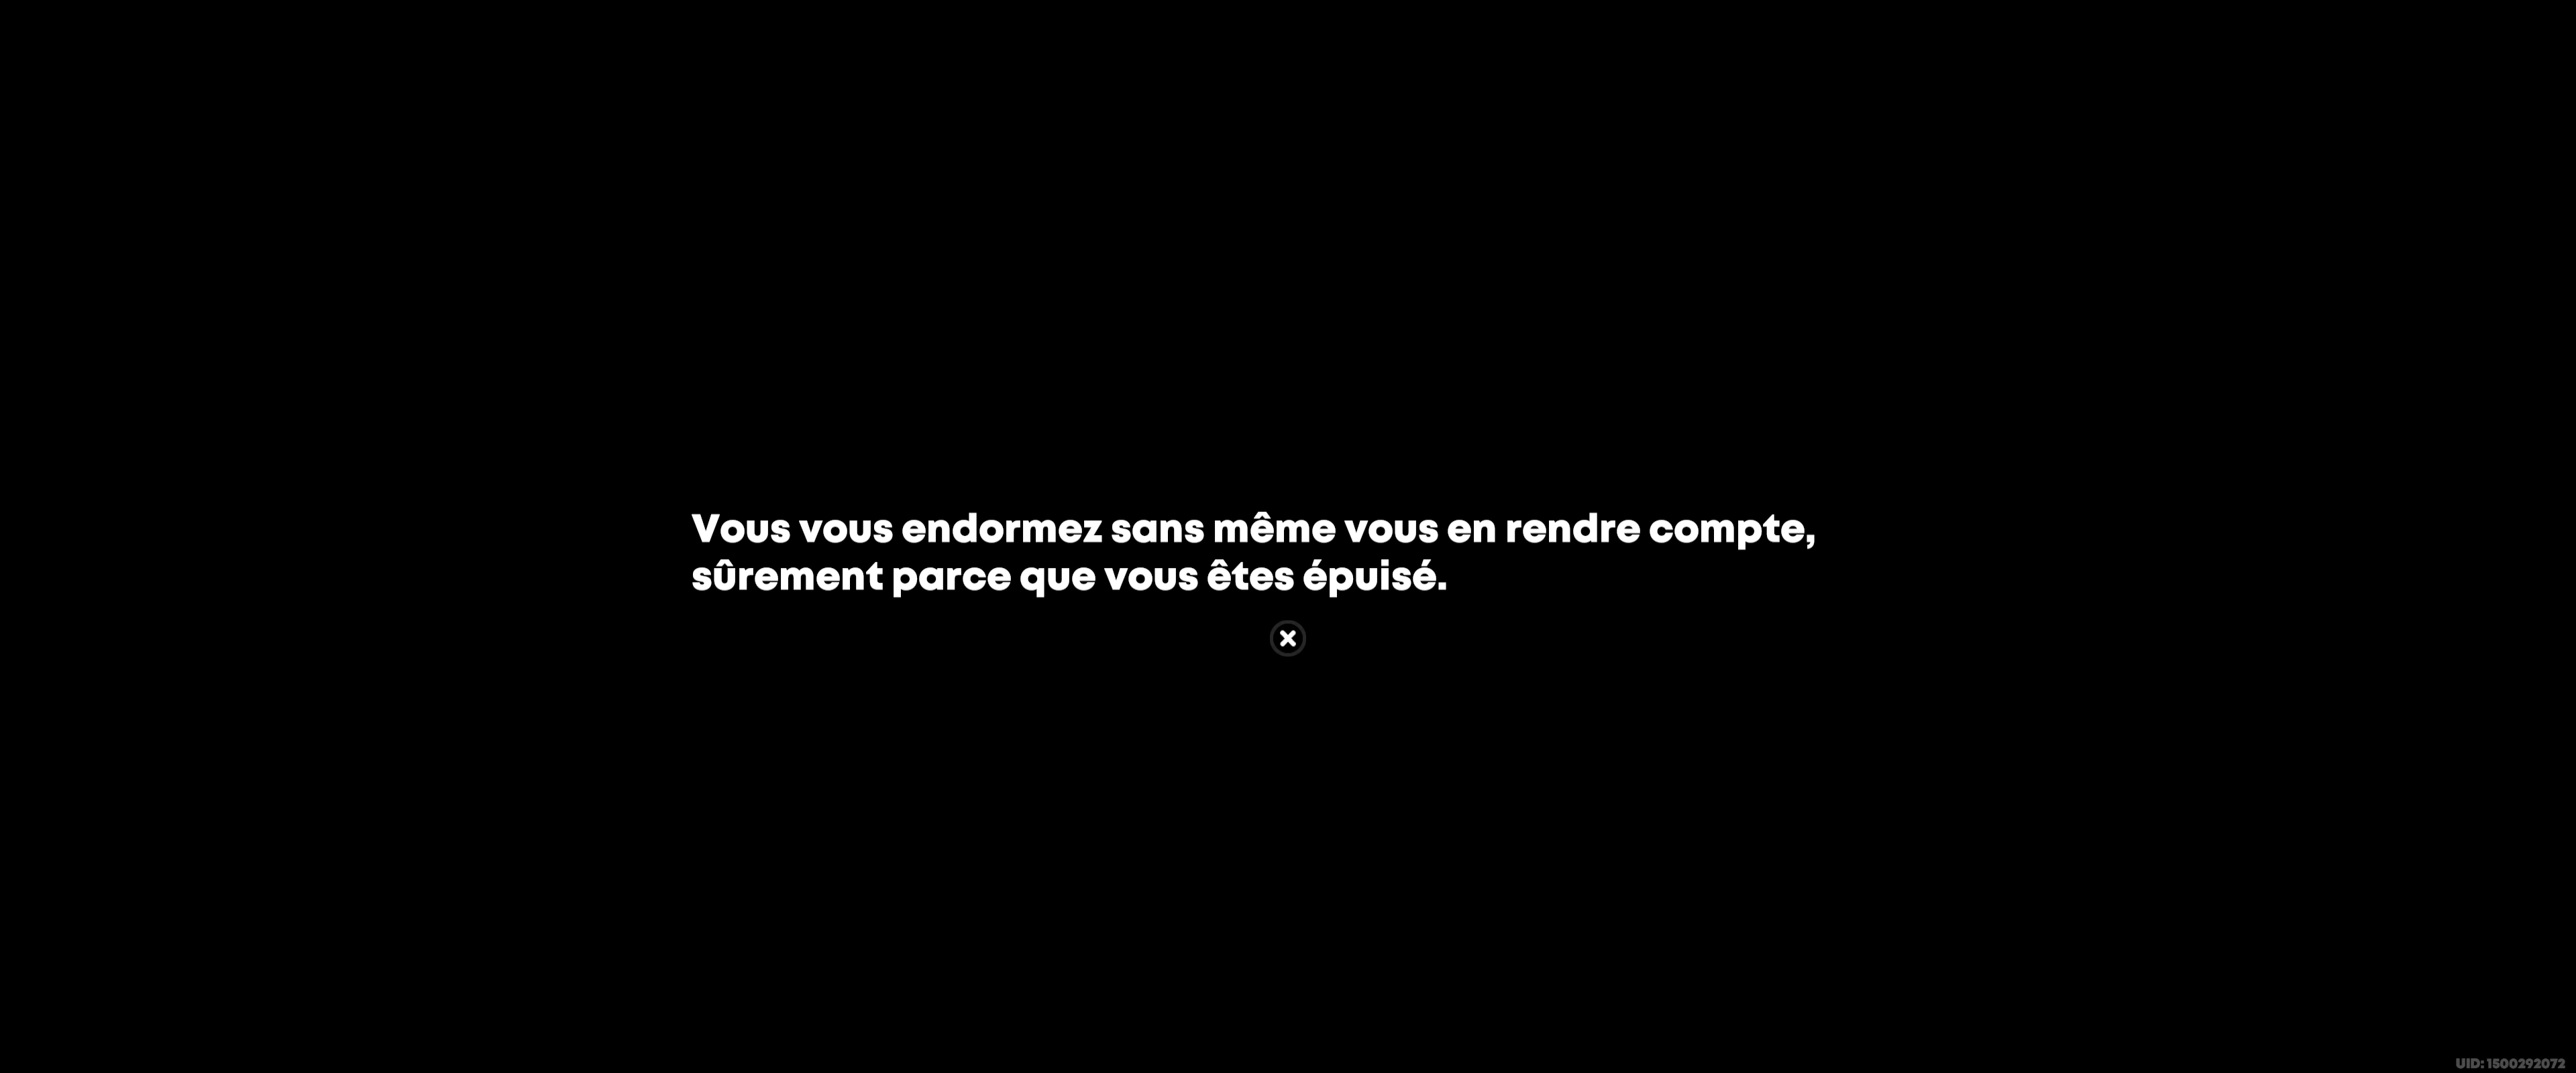 Vous vous endormez sans même vous en rendre compte,
sûrement parce que vous êtes épuisé.
UID: 1500292072